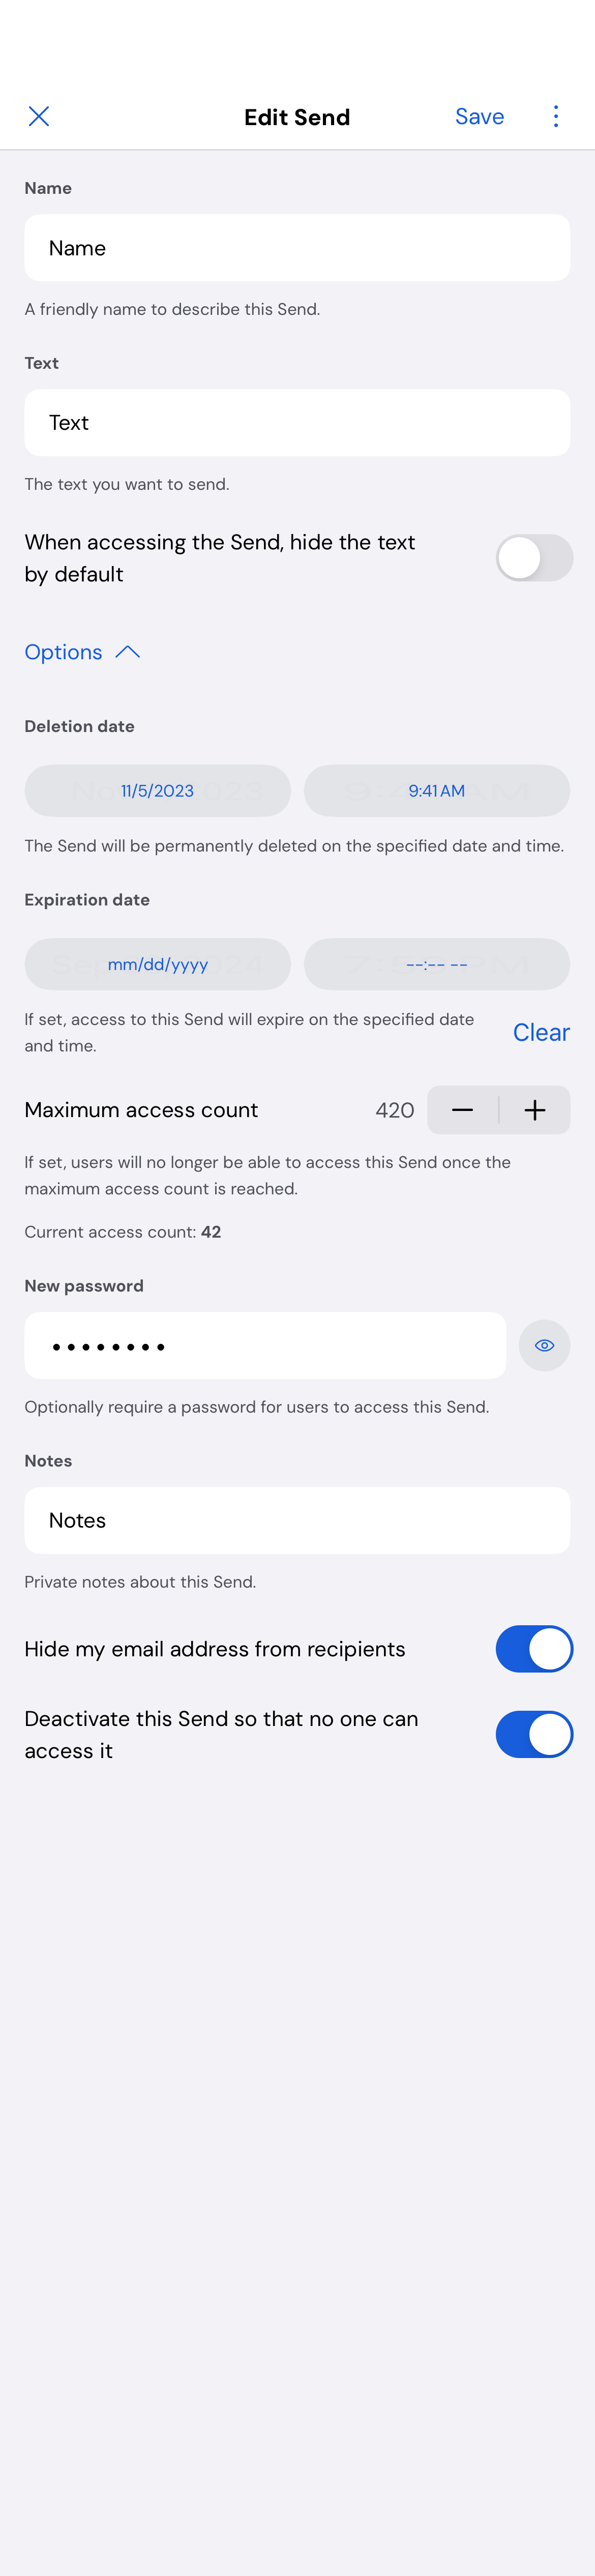 Edit Send
Save
Name
Name
A friendly name to describe this Send.
Text
Text
The text you want to send.
When accessing the Send, hide the text
by default
Options
Deletion date
11/5/2023
9:41 AM
The Send will be permanently deleted on the specified date and time.
Expiration date
mm/dd/yyyy
--:-- --
If set, access to this Send will expire on the specified date
and time.
Clear
Maximum access count
420
If set, users will no longer be able to access this Send once the
maximum access count is reached.
Current access count: 42
New password
••••••••
Optionally require a password for users to access this Send.
Notes
Notes
Private notes about this Send.
Hide my email address from recipients
Deactivate this Send so that no one can
access it